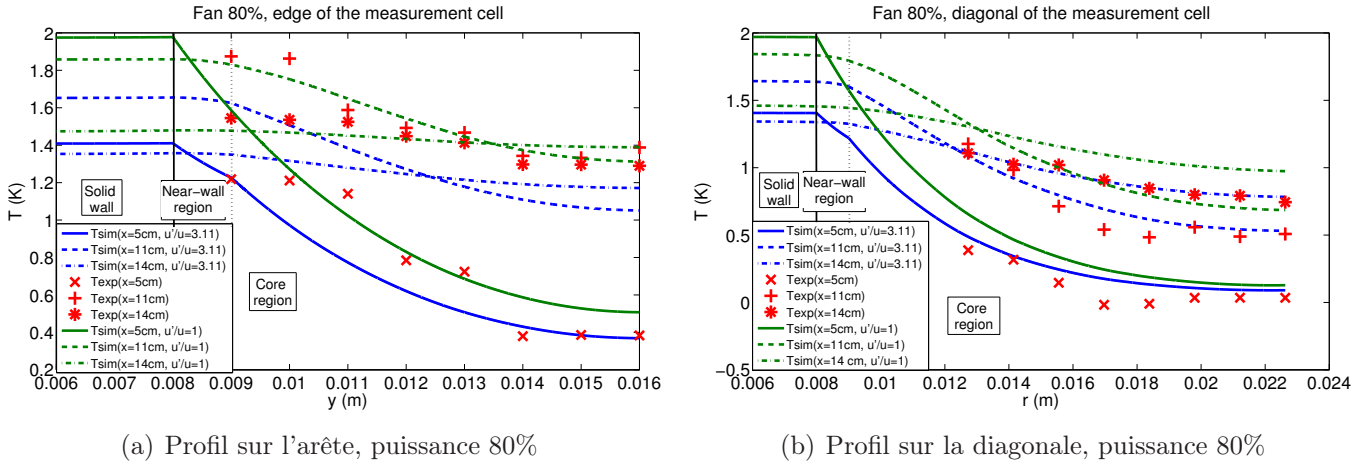 Fan 80%, edge of the measurement cell
2
1.8
1.6
1.4
1.2
1
0.8
0.6
0.4
0.2
T (K)
Solid
wall
Near-wall
region
Core
region
Tsim(x=5cm, u'/u=3.11)
Tsim(x=11cm, u'/u=3.11)
Tsim(x=14cm, u'/u=3.11)
Texp(x=5cm)
Texp(x=11cm)
Texp(x=14cm)
Tsim(x=5cm, u'/u=1)
Tsim(x=11cm, u'/u=1)
Tsim(x=14cm, u'/u=1)
0.006 0.007 0.008 0.009 0.01 0.011 0.012 0.013 0.014 0.015 0.016
y (m)
(a) Profil sur l'arête, puissance 80%
Fan 80%, diagonal of the measurement cell
2
1.5
1
0.5
0
−0.5
T (K)
Solid
wall
Near-wall
region
Core
region
Tsim(x=5cm, u'/u=3.11)
Tsim(x=11cm, u'/u=3.11)
Tsim(x=14cm, u'/u=3.11)
Texp(x=5cm)
Texp(x=11cm)
Texp(x=14cm)
Tsim(x=5cm, u'/u=1)
Tsim(x=11cm, u'/u=1)
Tsim(x=14 cm, u'/u=1)
0.006 0.008 0.01 0.012 0.014 0.016 0.018 0.02 0.022 0.024
r (m)
(b) Profil sur la diagonale, puissance 80%